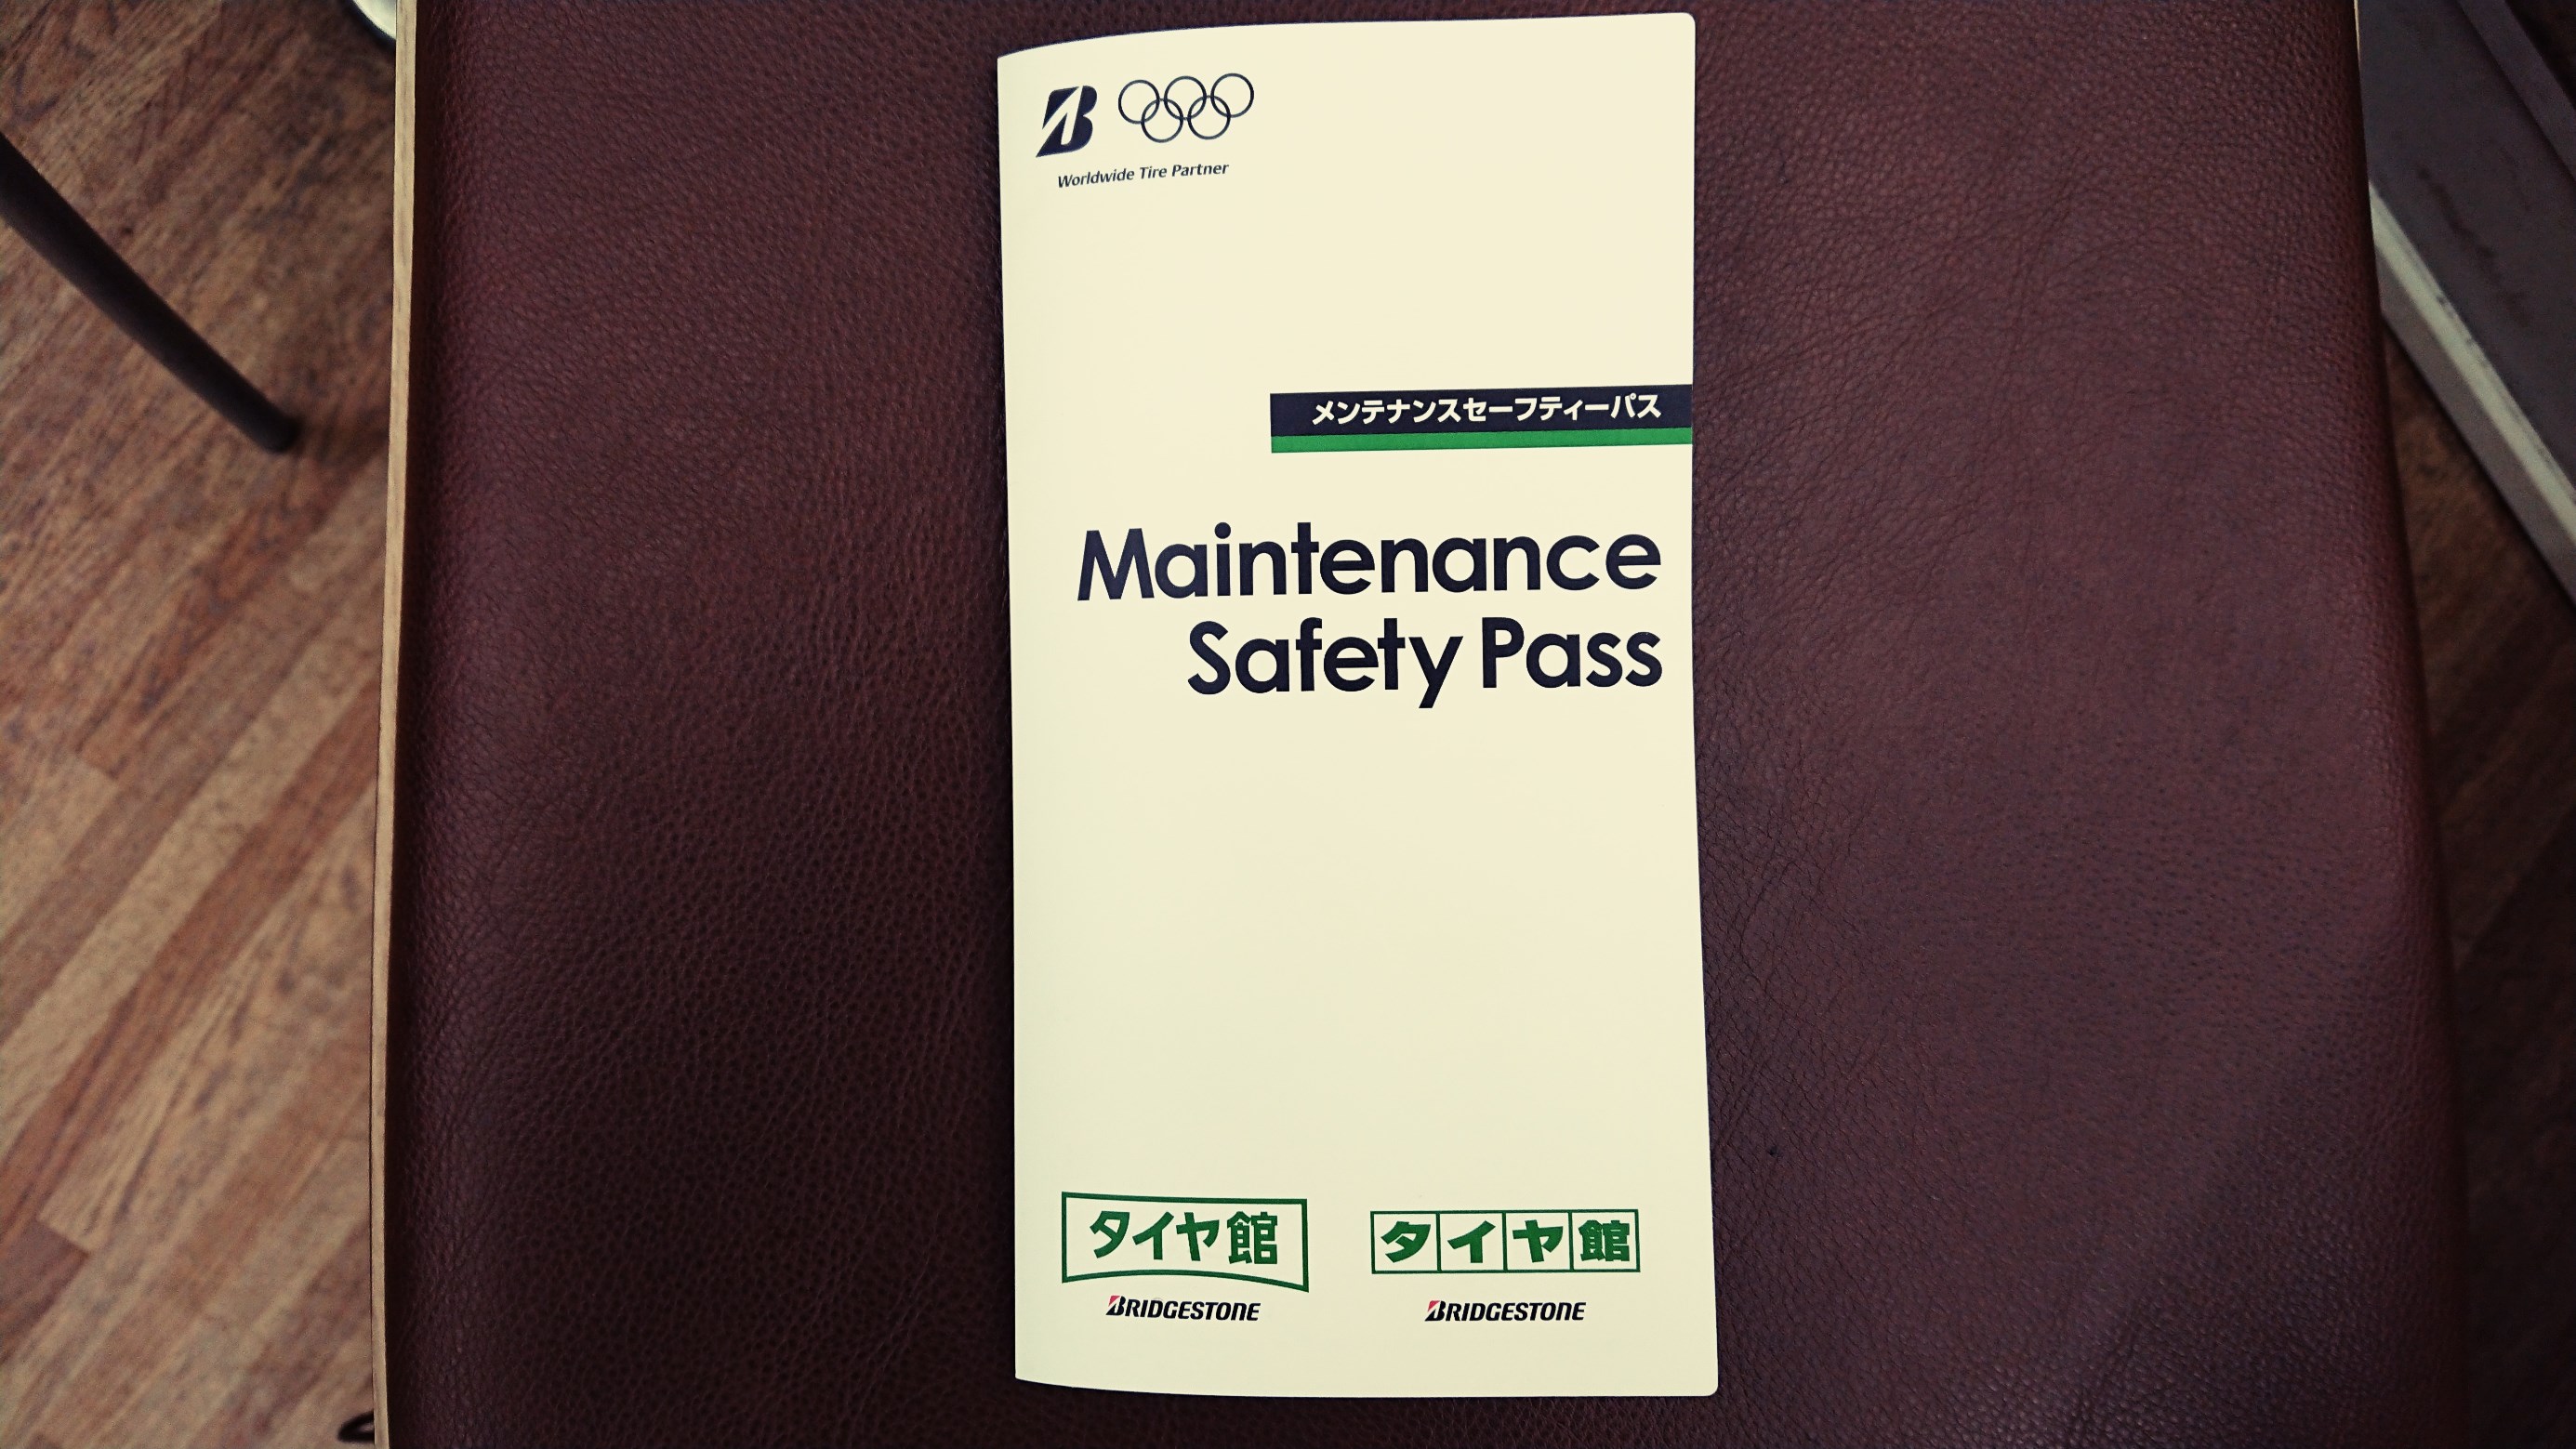 B
Worldwide Tire Partner
メンテナンスセーフティーパス
Maintenance
Safety Pass
タイヤ館 タイヤ館
BRIDGESTONE BRIDGESTONE